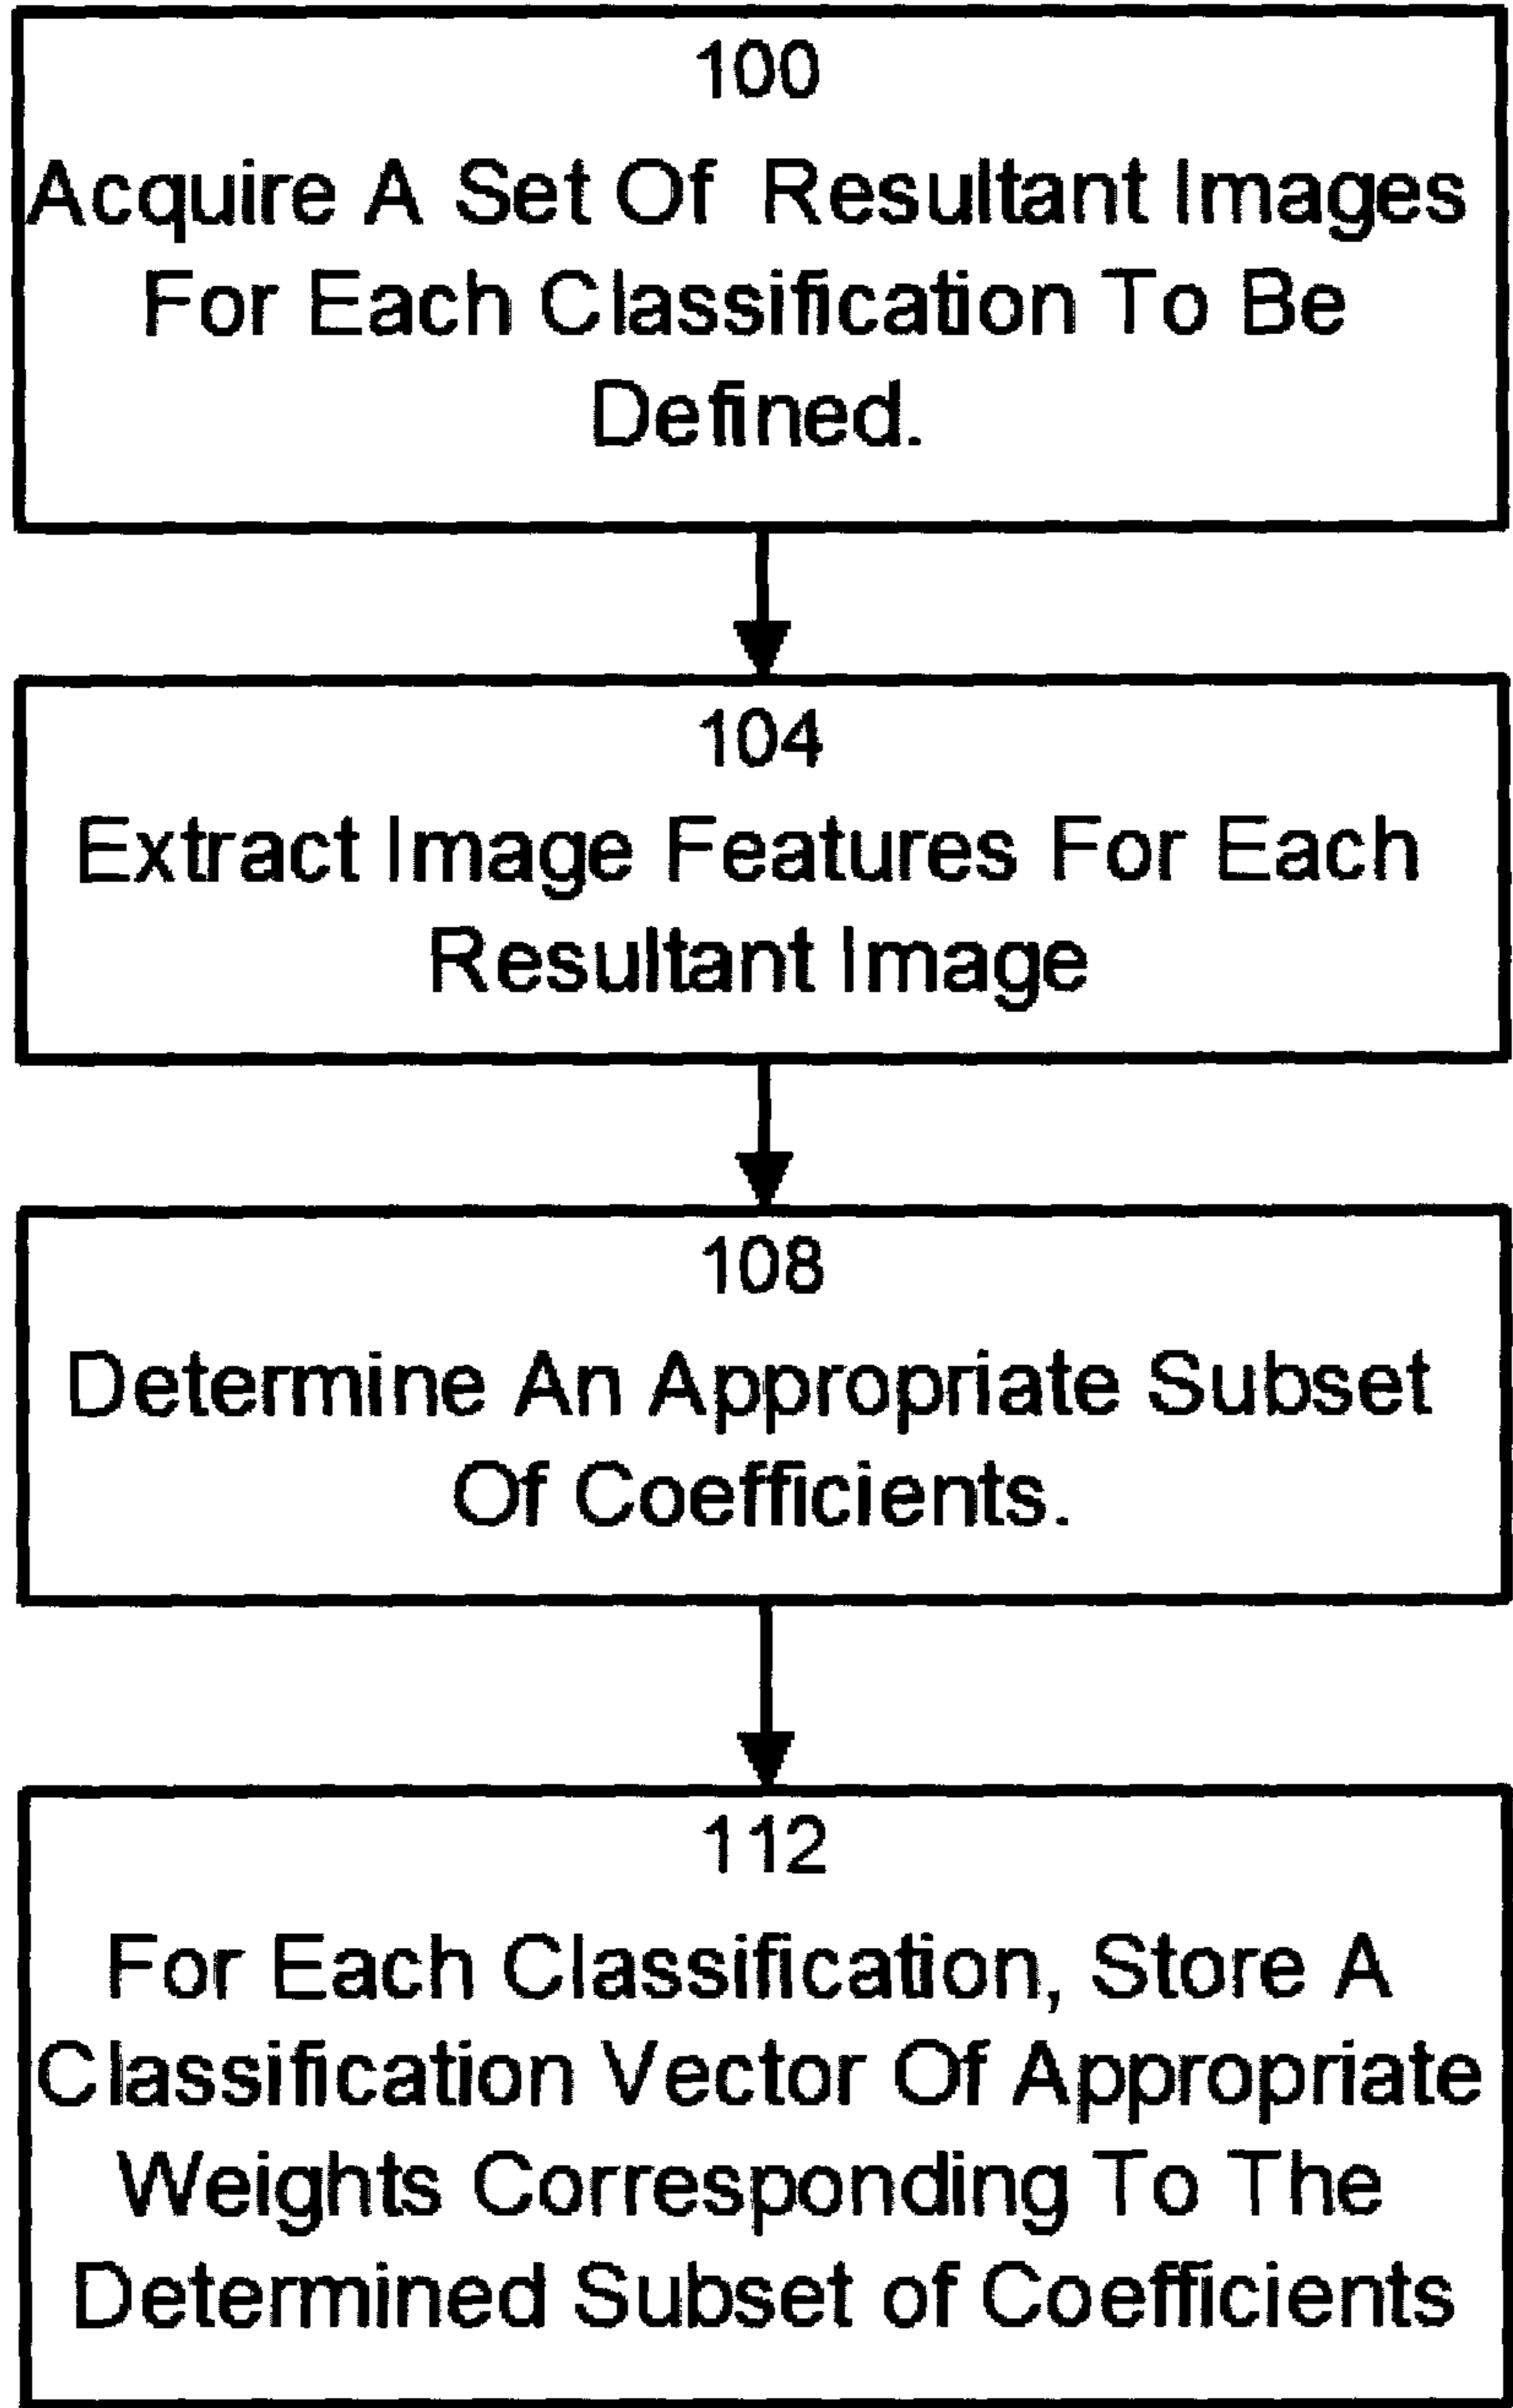 100
Acquire A Set Of Resultant Images
For Each Classification To Be
Defined.
104
Extract Image Features For Each
Resultant Image
108
Determine An Appropriate Subset
Of Coefficients.
112
For Each Classification, Store A
Classification Vector Of Appropriate
Weights Corresponding To The
Determined Subset of Coefficients